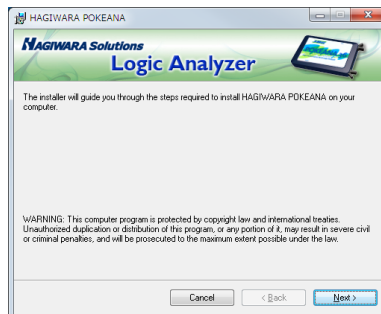 HAGIWARA POKEANA
HAGIWARA Solutions
Logic Analyzer
The installer will guide you through the steps required to install HAGIWARA POKEANA on your
computer.
WARNING: This computer program is protected by copyright law and international treaties.
Unauthorized duplication or distribution of this program, or any portion of it, may result in severe civil
or criminal penalties, and will be prosecuted to the maximum extent possible under the law.
Cancel
< Back
Next >